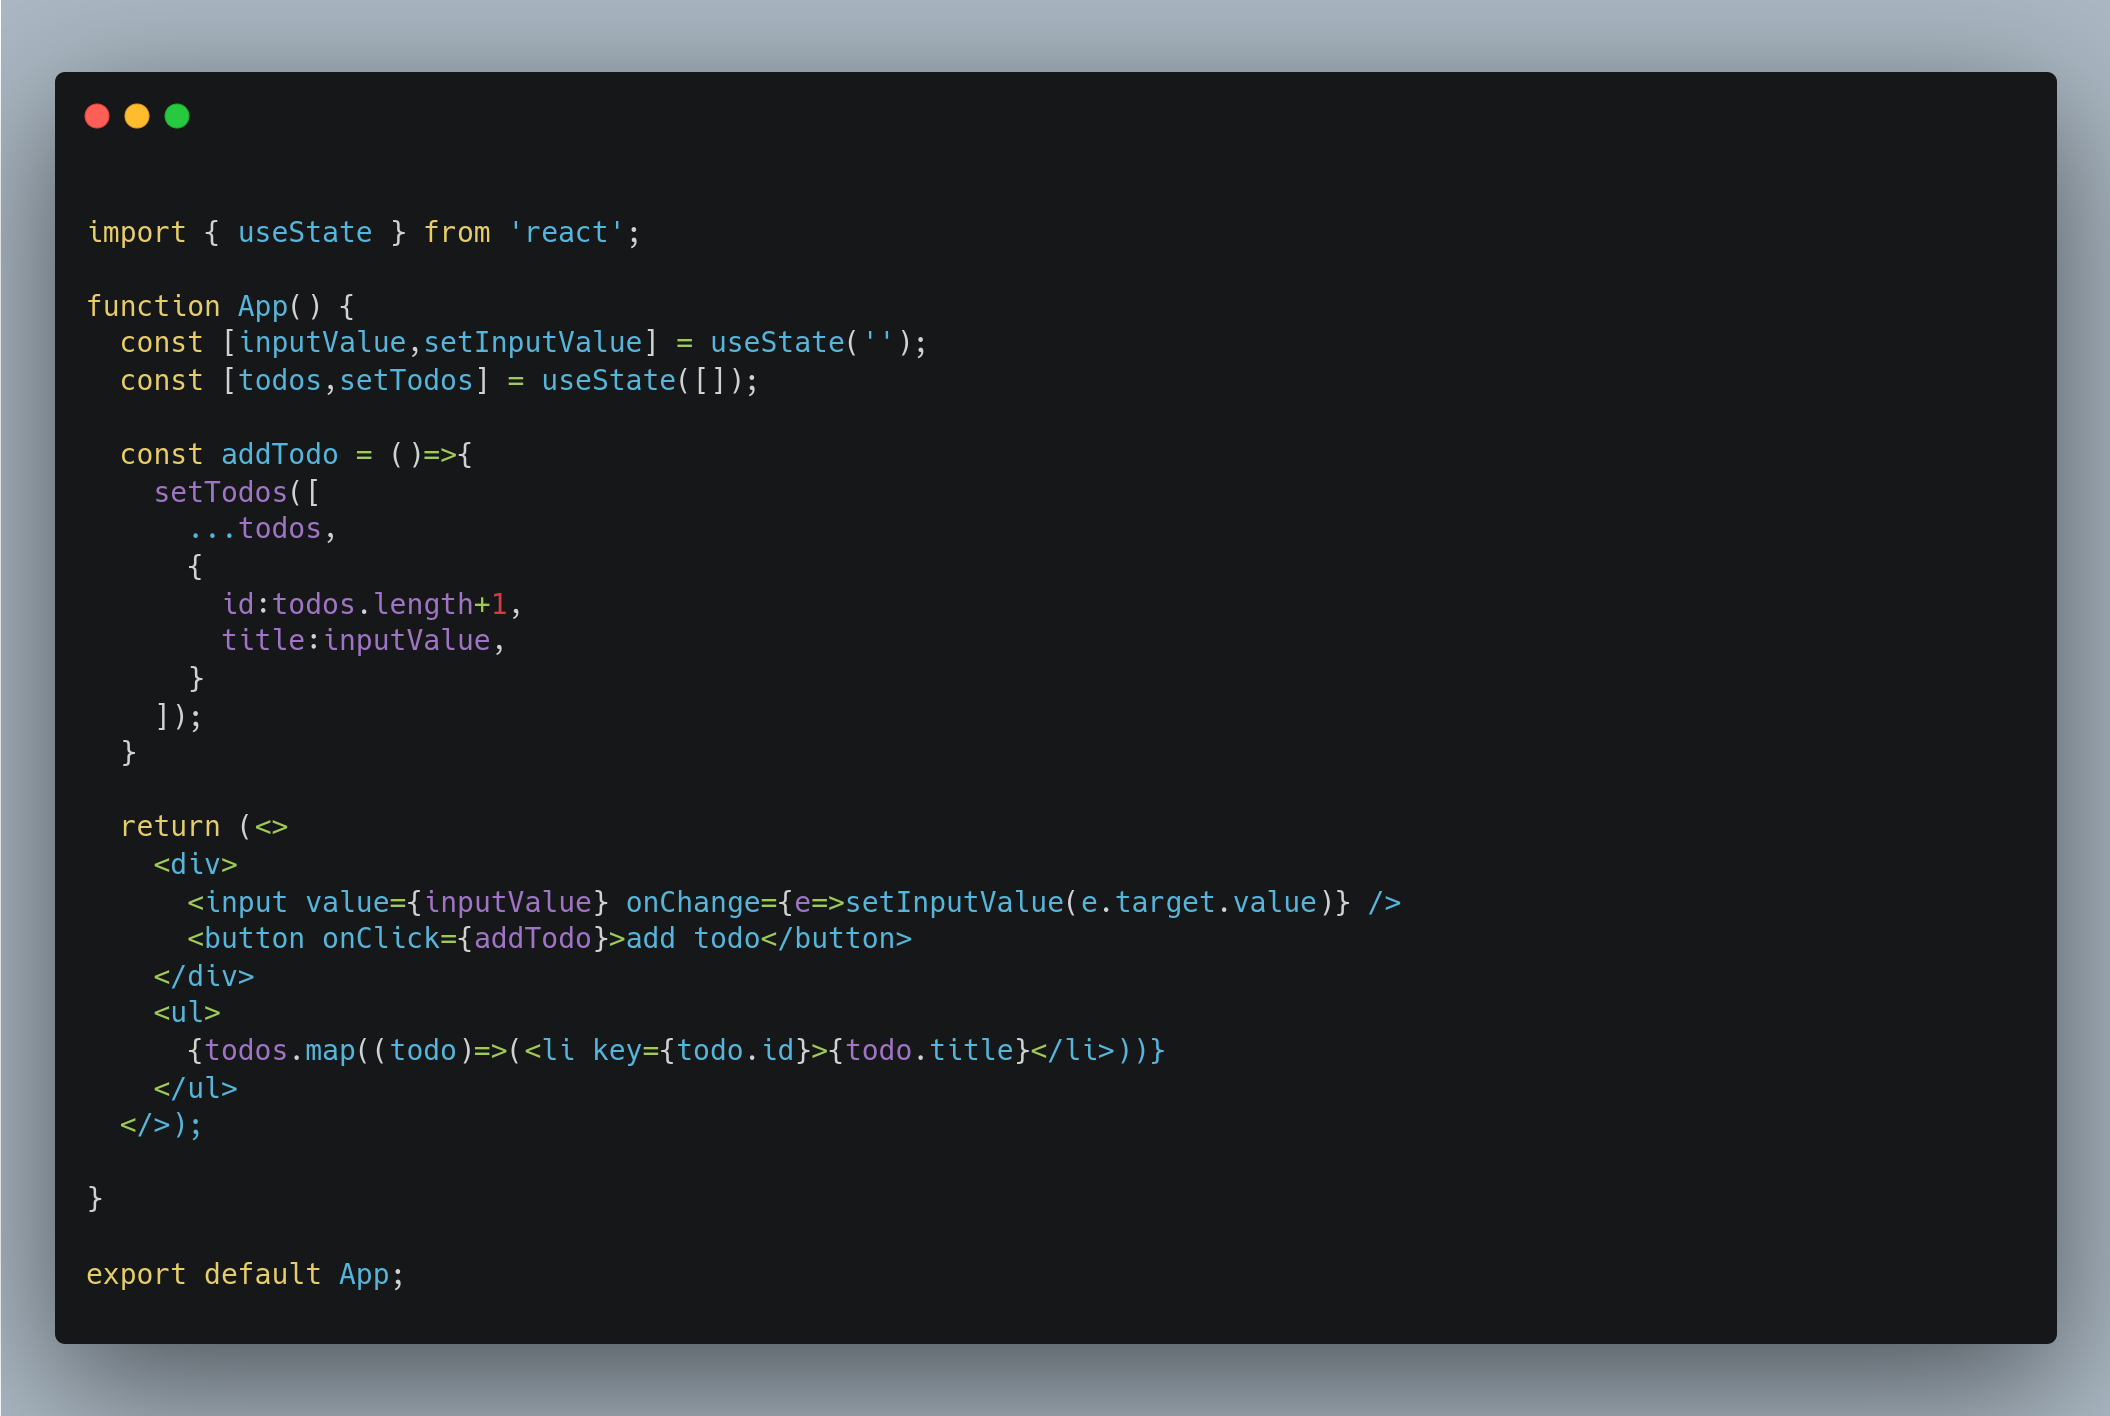 import { useState } from 'react';

function App() {
  const [inputValue,setInputValue] = useState('');
  const [todos,setTodos] = useState([]);

  const addTodo = ()=>{
    setTodos([
      ...todos,
      {
        id:todos.length+1,
        title:inputValue,
      }
    ]);
  }

  return (<>
    <div>
      <input value={inputValue} onChange={e=>setInputValue(e.target.value)} />
      <button onClick={addTodo}>add todo</button>
    </div>
    <ul>
      {todos.map((todo)=>(<li key={todo.id}>{todo.title}</li>))}
    </ul>
  </>);

}

export default App;